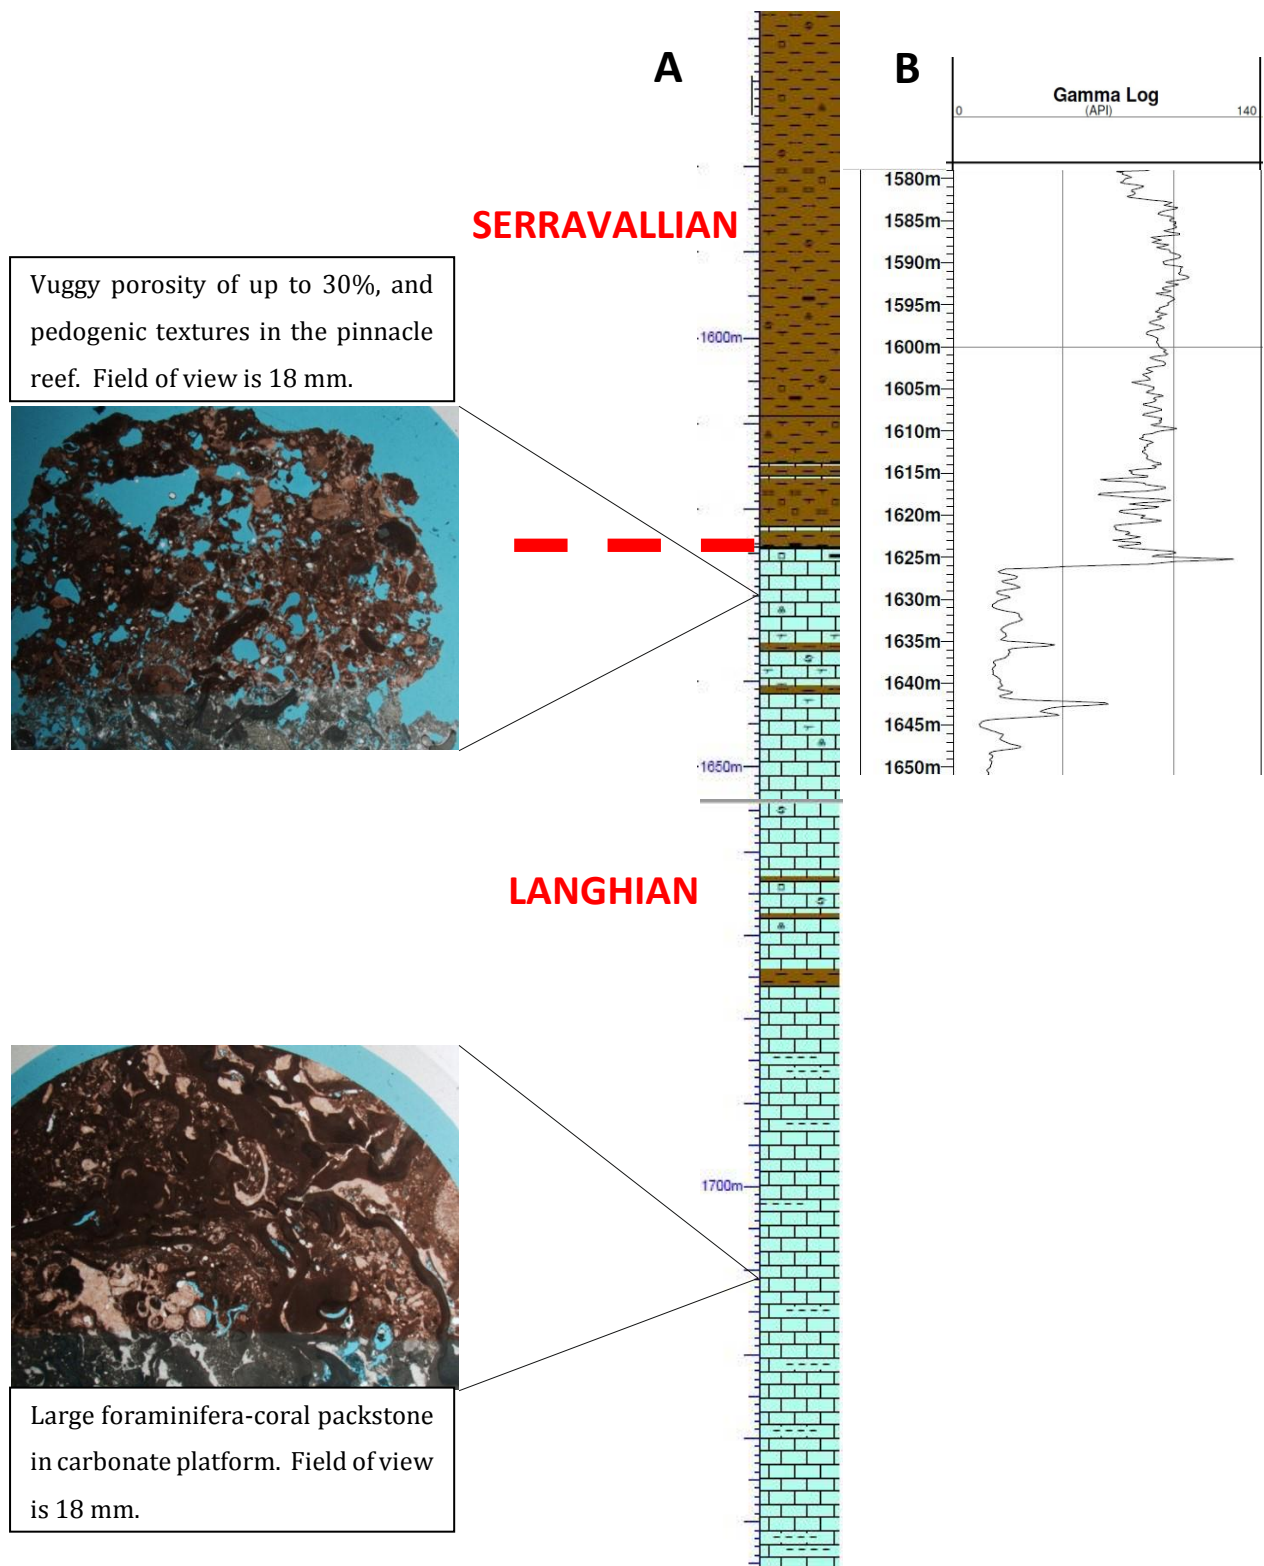 A
B
Gamma Log
(API)
0
140
SERRAVALLIAN
Vuggy porosity of up to 30%, and
pedogenic textures in the pinnacle
reef. Field of view is 18 mm.
1600m
1650m
LANGHIAN
1700m
1580m
1585m
1590m
1595m
1600m
1605m
1610m
1615m
1620m
1625m
1630m
1635m
1640m
1645m
1650m
Large foraminifera-coral packstone
in carbonate platform. Field of view
is 18 mm.